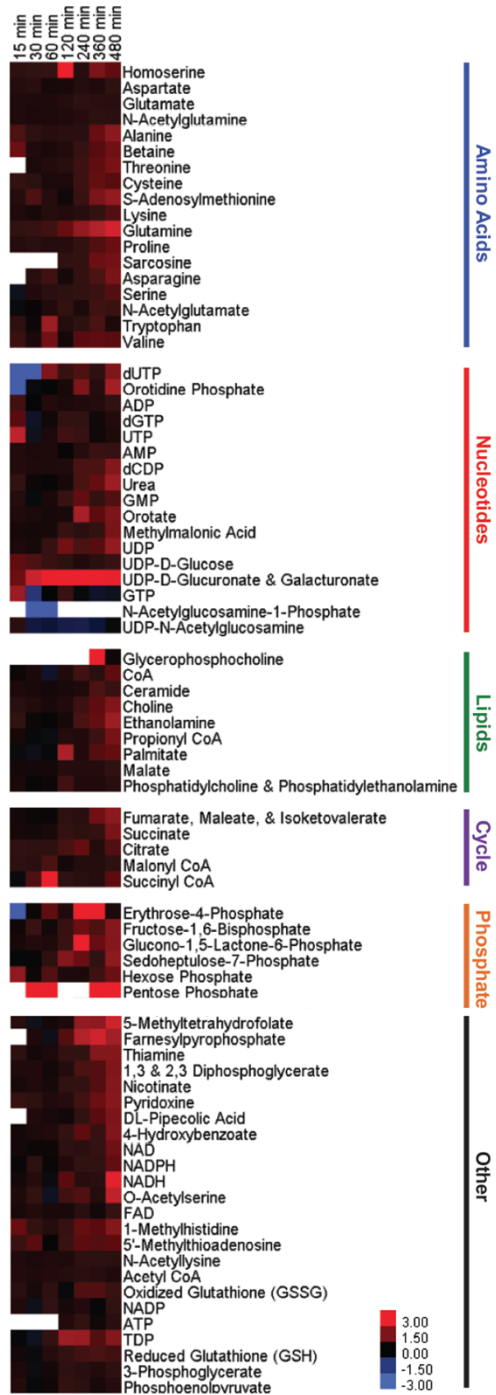 15 min
30 min
60 min
120 min
240 min
360 min
480 min
Homoserine
Aspartate
Glutamate
N-Acetylglutamine
Alanine
Betaine
Threonine
Cysteine
S-Adenosylmethionine
Lysine
Glutamine
Proline
Sarcosine
Asparagine
Serine
N-Acetylglutamate
Tryptophan
Valine
Amino Acids
dUTP
Orotidine Phosphate
ADP
dGTP
UTP
AMP
dCDP
Urea
GMP
Orotate
Methylmalonic Acid
UDP
UDP-D-Glucose
UDP-D-Glucuronate & Galacturonate
GTP
N-Acetylglucosamine-1-Phosphate
UDP-N-Acetylglucosamine
Nucleotides
Glycerophosphocholine
CoA
Ceramide
Choline
Ethanolamine
Propionyl CoA
Palmitate
Malate
Phosphatidylcholine & Phosphatidylethanolamine
Lipids
Fumarate, Maleate, & Isoketovalerate
Succinate
Citrate
Malonyl CoA
Succinyl CoA
Cycle
Erythrose-4-Phosphate
Fructose-1,6-Bisphosphate
Glucono-1,5-Lactone-6-Phosphate
Sedoheptulose-7-Phosphate
Hexose Phosphate
Pentose Phosphate
Phosphate
5-Methyltetrahydrofolate
Farnesylpyrophosphate
Thiamine
1,3 & 2,3 Diphosphoglycerate
Nicotinate
Pyridoxine
DL-Pipecolic Acid
4-Hydroxybenzoate
NAD
NADPH
NADH
O-Acetylserine
FAD
1-Methylhistidine
5'-Methylthioadenosine
N-Acetyllysine
Acetyl CoA
Oxidized Glutathione (GSSG)
NADP
ATP
TDP
Reduced Glutathione (GSH)
3-Phosphoglycerate
Phosphoenolpyruvate
Other
3.00
1.50
0.00
-1.50
-3.00